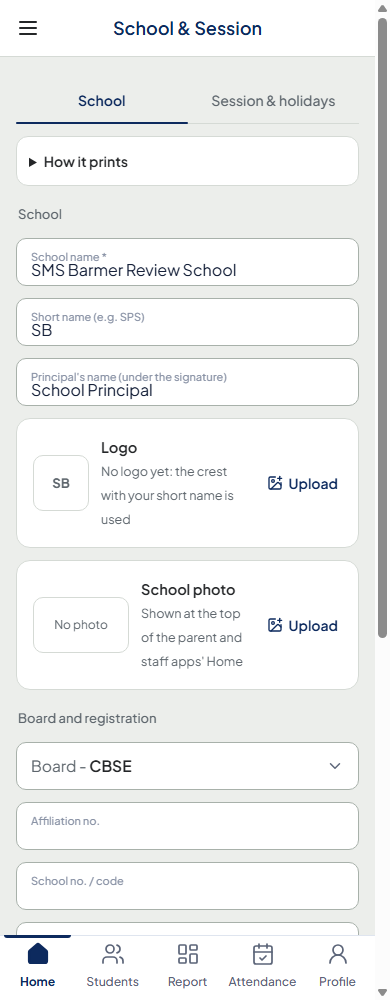 School & Session
School
Session & holidays
How it prints
School
School name *
SMS Barmer Review School
Short name (e.g. SPS)
SB
Principal's name (under the signature)
School Principal
SB
Logo
No logo yet: the crest
with your short name is
used
Upload
No photo
School photo
Shown at the top
of the parent and
staff apps' Home
Upload
Board and registration
Board - CBSE
Affiliation no.
School no. / code
Home
Students
Report
Attendance
Profile